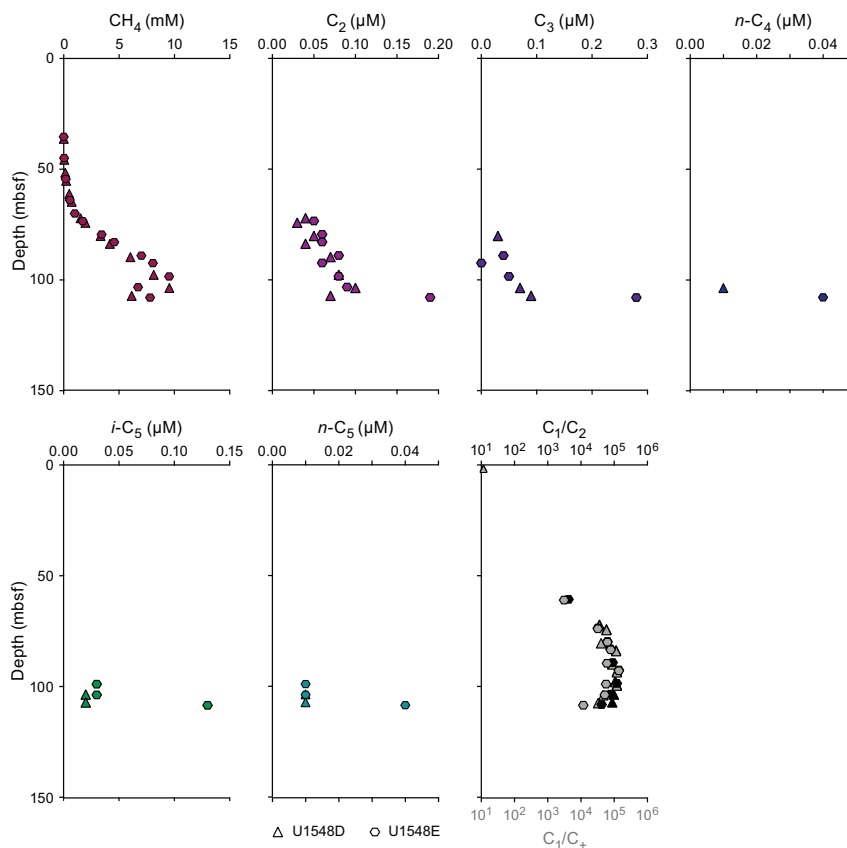 CH4 (mM) C2 (µM) C3 (µM) n-C4 (µM)
0 5 10 15 0.00 0.05 0.10 0.15 0.20 0.0 0.1 0.2 0.3 0.00 0.02 0.04
0
50
Depth (mbsf)
100
150
i-C5 (µM) n-C5 (µM) C1/C2
0.00 0.05 0.10 0.15 0.00 0.02 0.04 10¹ 10² 10³ 10⁴ 10⁵ 10⁶
0
50
Depth (mbsf)
100
150
10¹ 10² 10³ 10⁴ 10⁵ 10⁶
U1548D U1548E
C1/C+